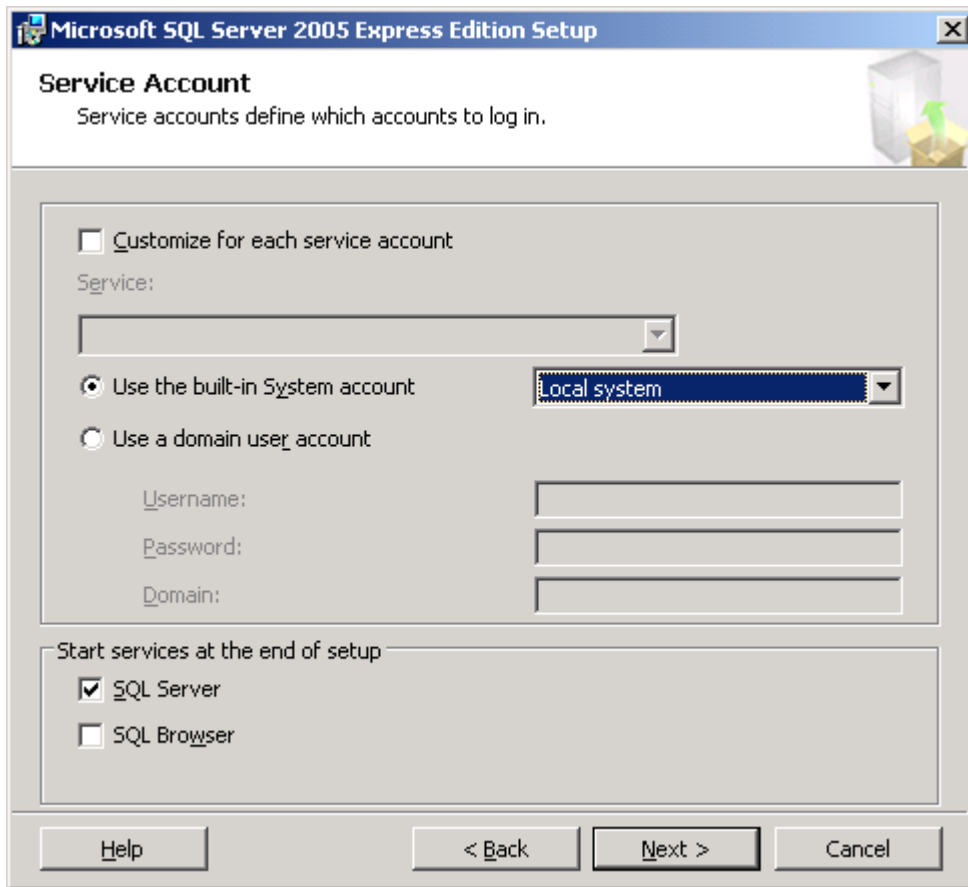 Microsoft SQL Server 2005 Express Edition Setup
Service Account
Service accounts define which accounts to log in.
Customize for each service account
Service:
Use the built-in System account
Local system
Use a domain user account
Username:
Password:
Domain:
Start services at the end of setup
SQL Server
SQL Browser
Help
< Back
Next >
Cancel